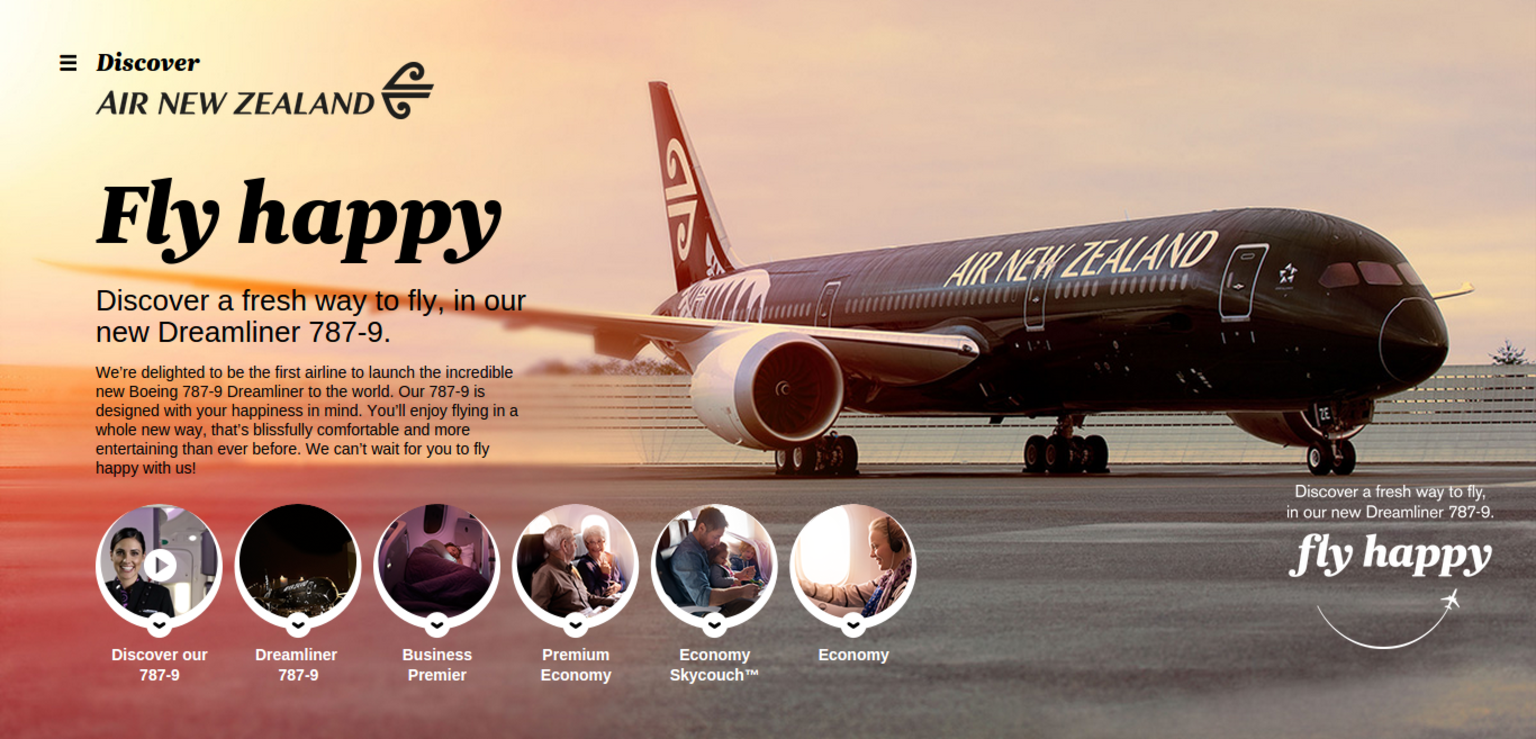 Discover
AIR NEW ZEALAND
Fly happy
Discover a fresh way to fly, in our
new Dreamliner 787-9.
We're delighted to be the first airline to launch the incredible
new Boeing 787-9 Dreamliner to the world. Our 787-9 is
designed with your happiness in mind. You'll enjoy flying in a
whole new way, that's blissfully comfortable and more
entertaining than ever before. We can't wait for you to fly
happy with us!
AIR NEW ZEALAND
ZE
Discover a fresh way to fly,
in our new Dreamliner 787-9.
fly happy
Discover our
787-9
Dreamliner
787-9
Business
Premier
Premium
Economy
Economy
Skycouch™
Economy